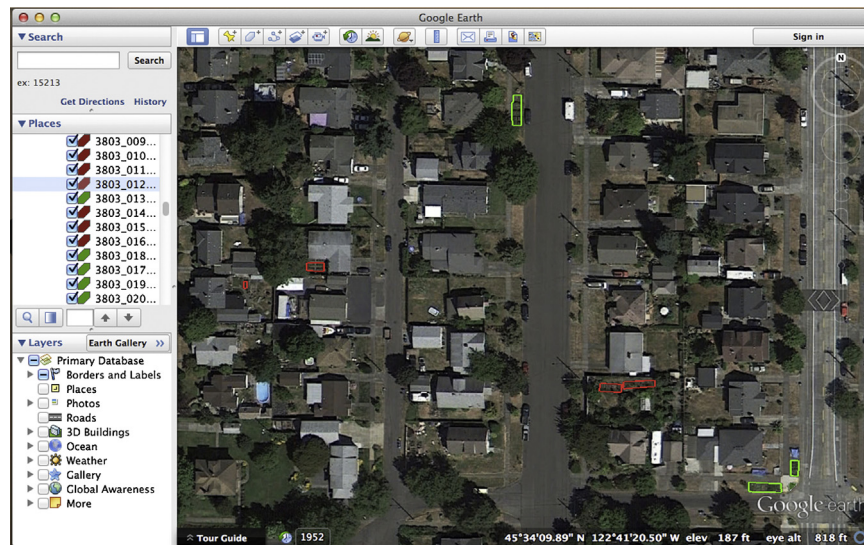 Google Earth
Search
Sign in
Search
ex: 15213
Get Directions History
Places
3803_009...
3803_010...
3803_011...
3803_012...
3803_013...
3803_014...
3803_015...
3803_016...
3803_018...
3803_017...
3803_019...
3803_020...
N
Layers Earth Gallery >>
Primary Database
Borders and Labels
Places
Photos
Roads
3D Buildings
Ocean
Weather
Gallery
Global Awareness
More
Google earth
Tour Guide 1952 45°34'09.89" N 122°41'20.50" W elev 187 ft eye alt 818 ft